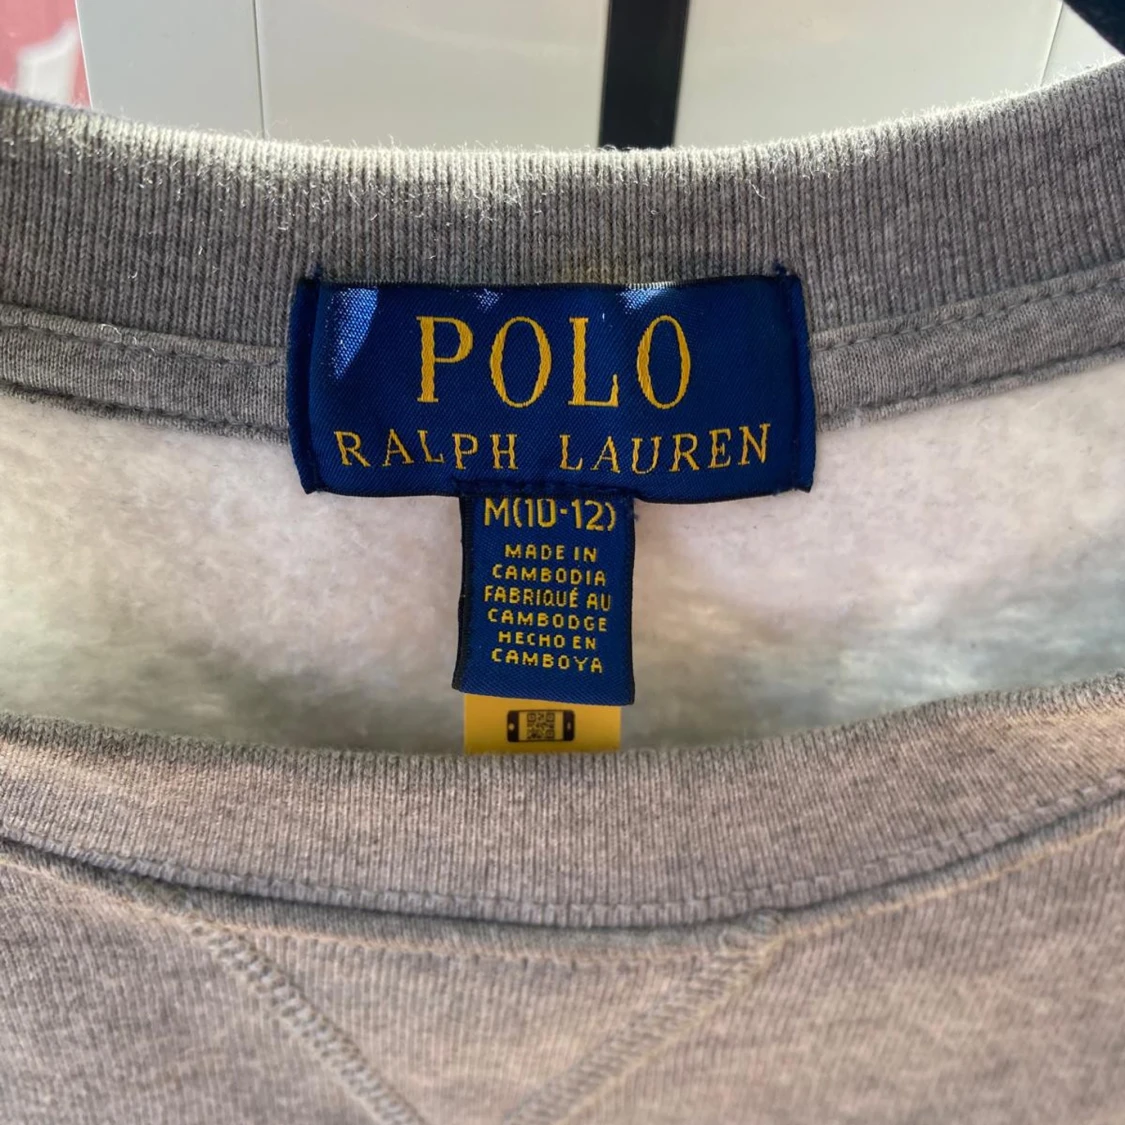 POLO
RALPH LAUREN
M(10-12)
MADE IN
CAMBODIA
FABRIQUÉ AU
CAMBODGE
HECHO EN
CAMBOYA